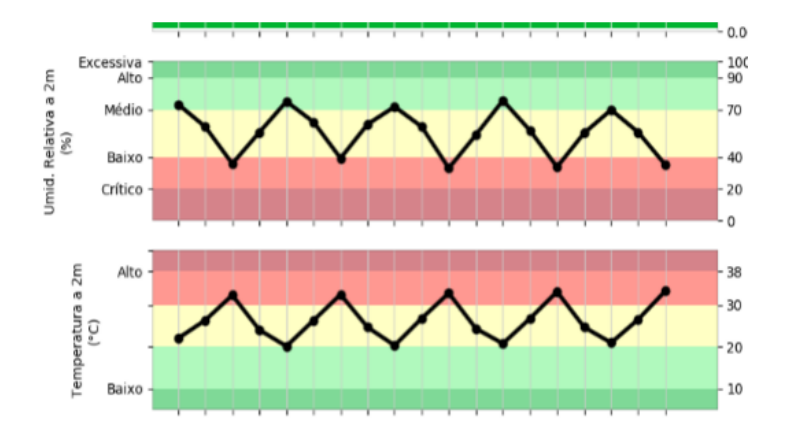 0.0
Umid. Relativa a 2m
(%)
Excessiva
Alto
Médio
Baixo
Crítico
100
90
70
40
20
0
Temperatura a 2m
(°C)
Alto
Baixo
38
30
20
10